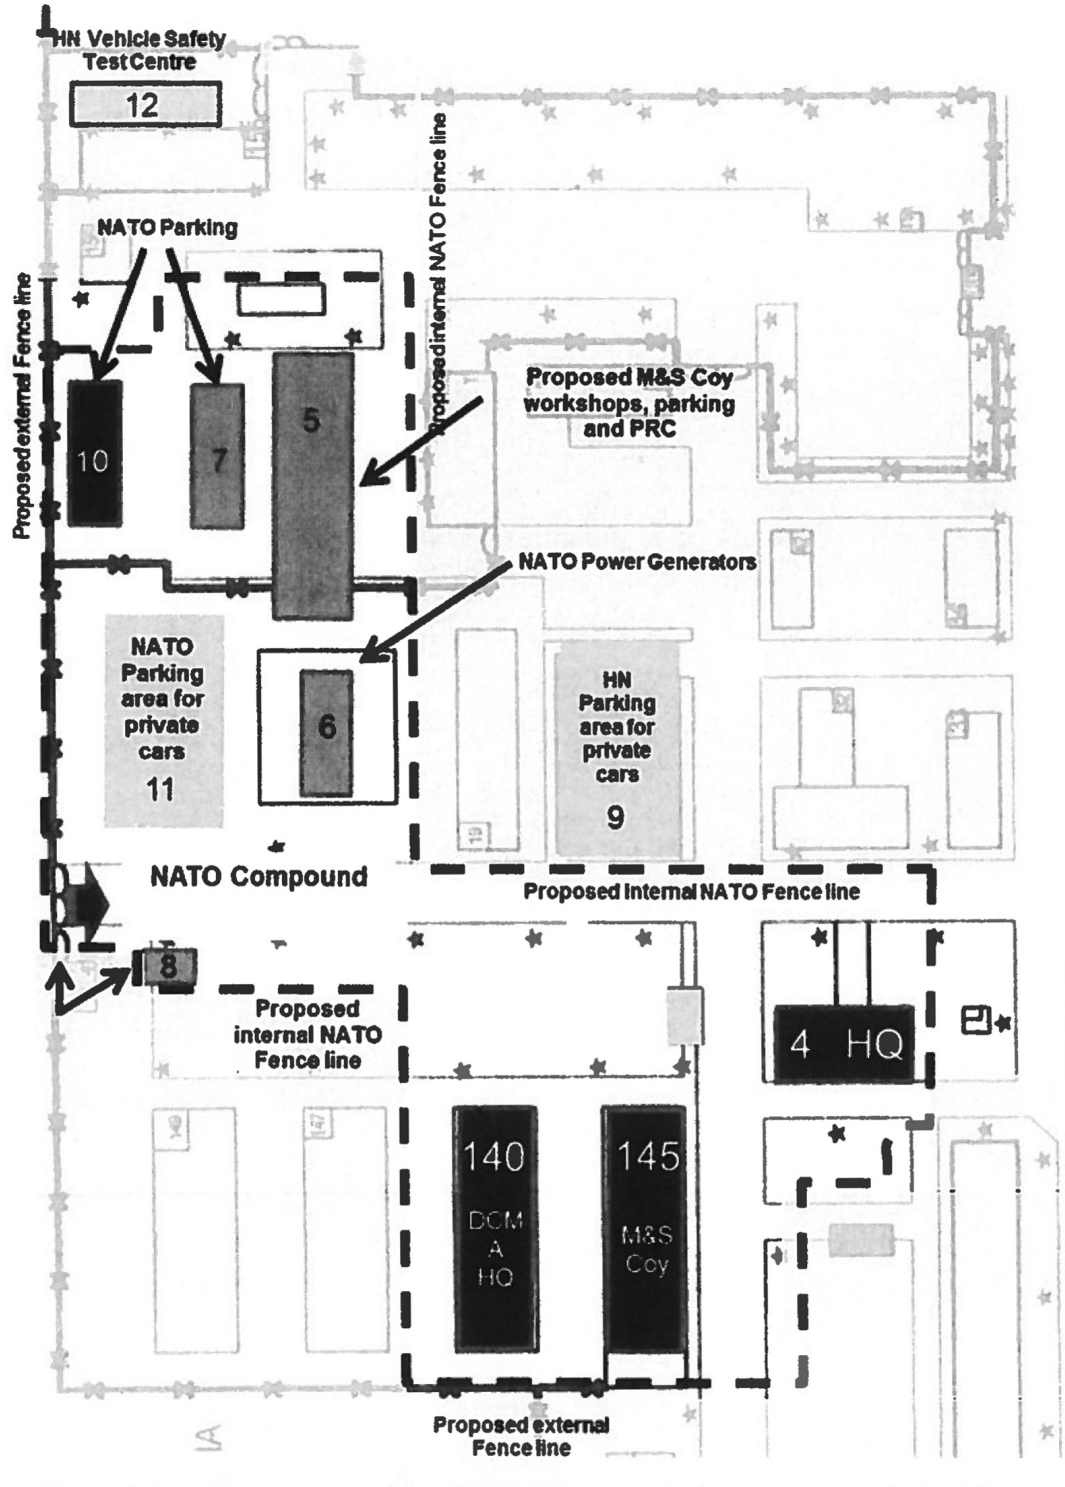 HN Vehicle Safety
Test Centre
12
NATO Parking
Proposed internal NATO Fence line
Proposed external Fence line
10
7
5
Proposed M&S Coy
workshops, parking
and PRC
NATO Power Generators
NATO
Parking
area for
private
cars
11
6
HN
Parking
area for
private
cars
9
19
NATO Compound
Proposed internal NATO Fence line
8
Proposed
internal NATO
Fence line
4 HQ
149
147
140
DCM
A
HQ
145
M&S
Coy
Proposed external
Fence line